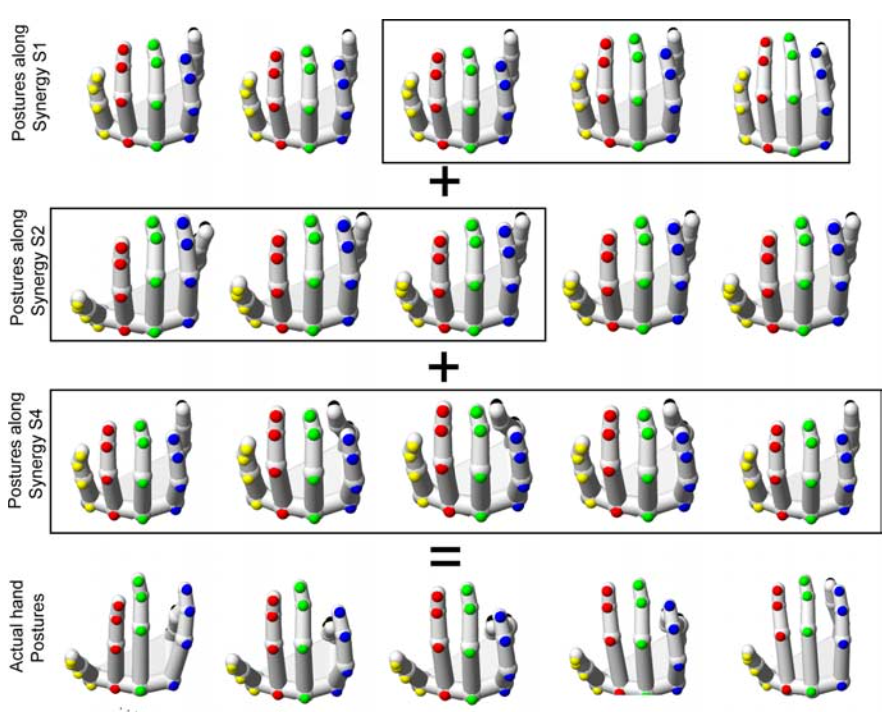 Postures along
Synergy S1
+
Postures along
Synergy S2
+
Postures along
Synergy S4
=
Actual hand
Postures